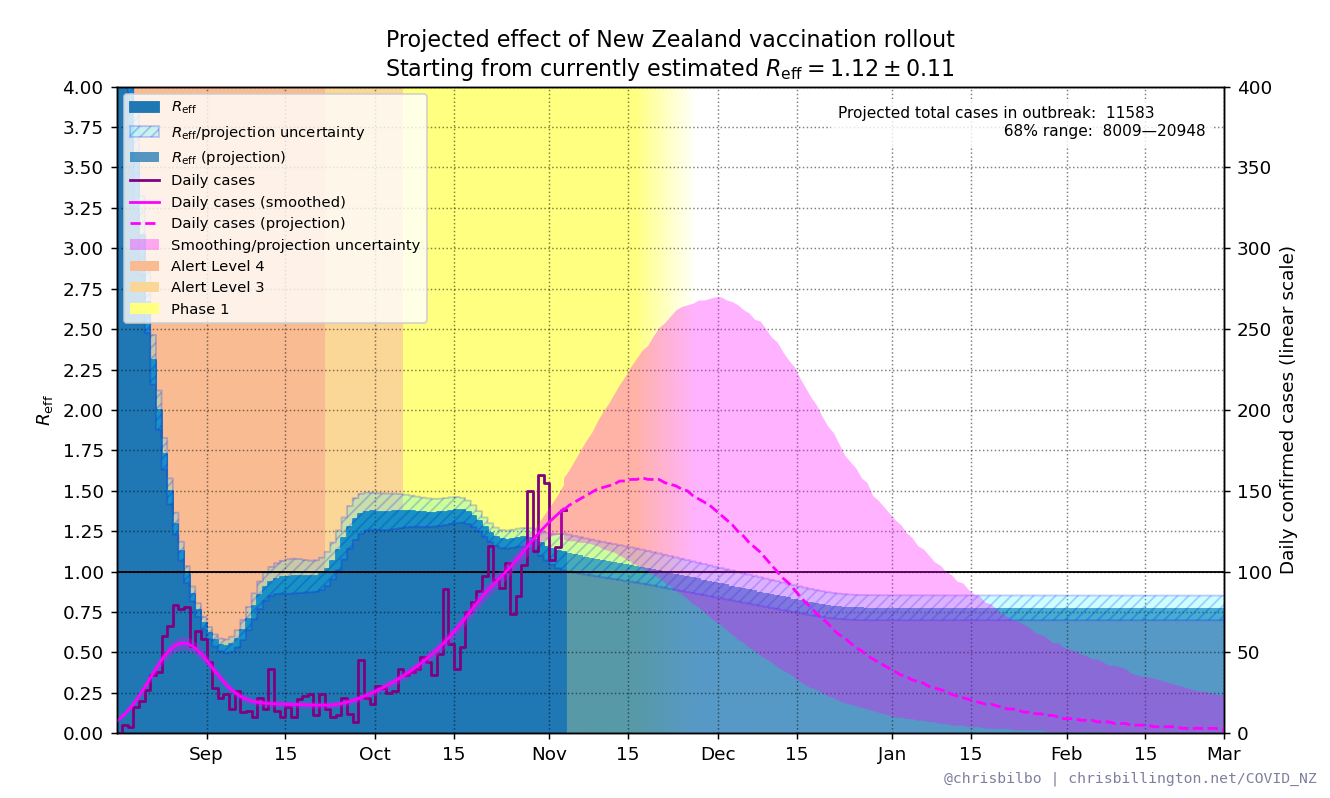 Projected effect of New Zealand vaccination rollout
Starting from currently estimated R_eff = 1.12 ± 0.11
Projected total cases in outbreak: 11583
68% range: 8009—20948
R_eff
R_eff/projection uncertainty
R_eff (projection)
Daily cases
Daily cases (smoothed)
Daily cases (projection)
Smoothing/projection uncertainty
Alert Level 4
Alert Level 3
Phase 1
R_eff
4.00
3.75
3.50
3.25
3.00
2.75
2.50
2.25
2.00
1.75
1.50
1.25
1.00
0.75
0.50
0.25
0.00
400
350
300
250
200
150
100
50
0
Daily confirmed cases (linear scale)
Sep 15 Oct 15 Nov 15 Dec 15 Jan 15 Feb 15 Mar
@chrisbilbo | chrisbillington.net/COVID_NZ